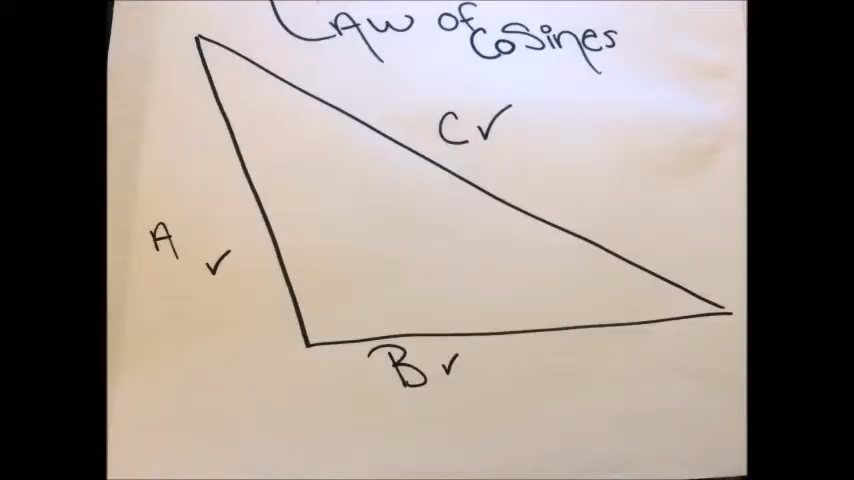 LAW of
CoSines
C ✓
A ✓
B ✓